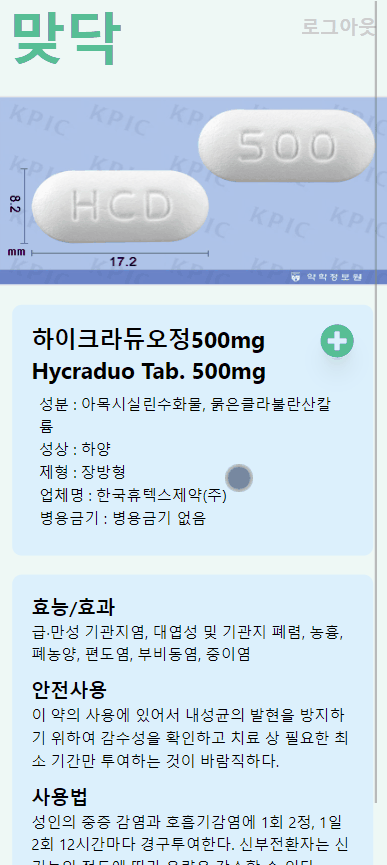 맞닥
로그아웃
KPIC KPIC KPIC
500
HCD
8.2
mm
17.2
약학정보원
하이크라듀오정500mg
Hycraduo Tab. 500mg
성분 : 아목시실린수화물, 묽은클라불란산칼
륨
성상 : 하양
제형 : 장방형
업체명 : 한국휴텍스제약(주)
병용금기 : 병용금기 없음
효능/효과
급·만성 기관지염, 대엽성 및 기관지 폐렴, 농흉,
폐농양, 편도염, 부비동염, 중이염
안전사용
이 약의 사용에 있어서 내성균의 발현을 방지하
기 위하여 감수성을 확인하고 치료 상 필요한 최
소 기간만 투여하는 것이 바람직하다.
사용법
성인의 중증 감염과 호흡기감염에 1회 2정, 1일
2회 12시간마다 경구투여한다. 신부전환자는 신